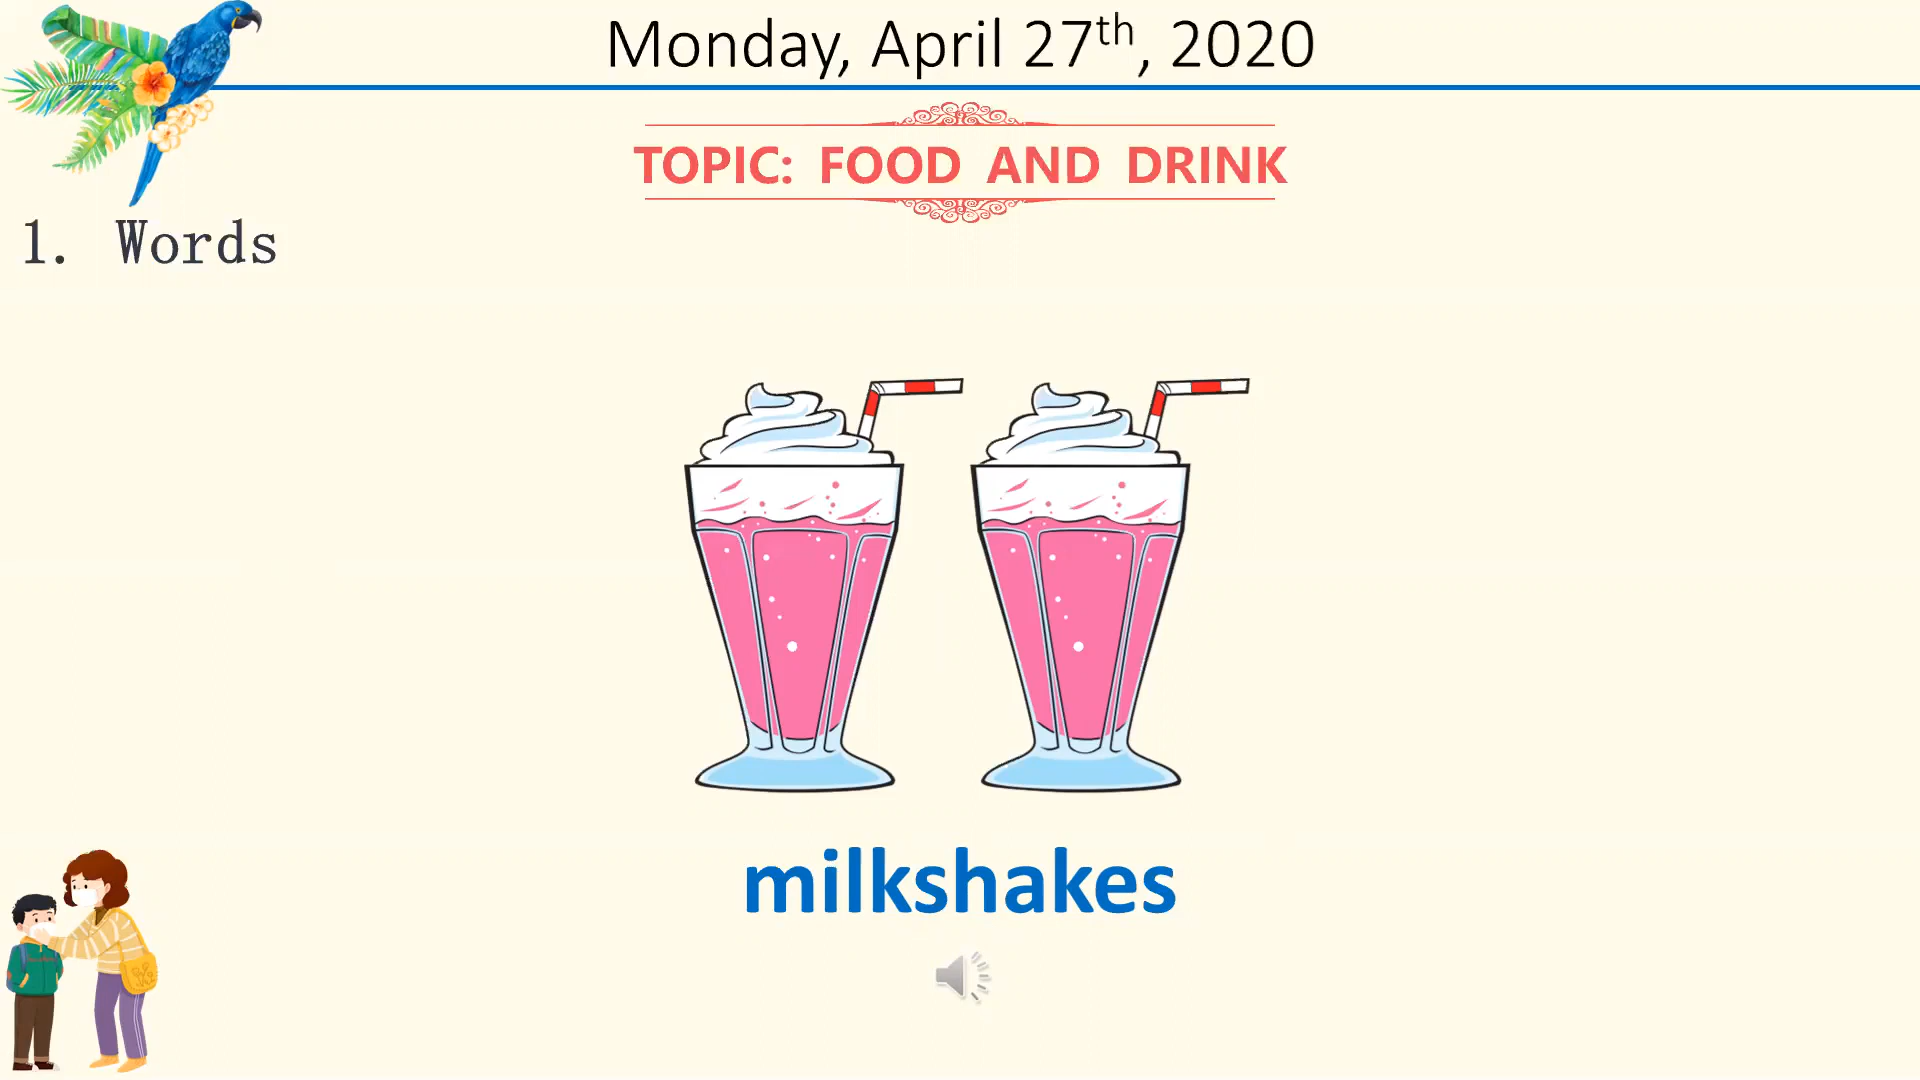 Monday, April 27th, 2020
TOPIC: FOOD AND DRINK
1. Words
milkshakes